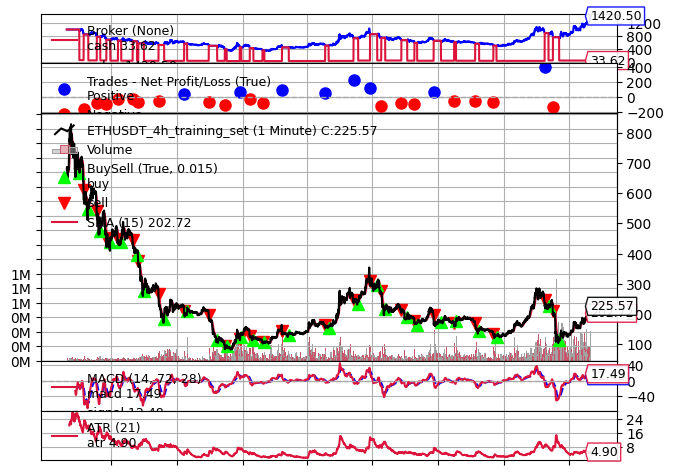 Broker (None)
cash 33.62
1420.50
1200
800
400
33.62
Trades - Net Profit/Loss (True)
Positive
Negative
400
200
0
−200
ETHUSDT_4h_training_set (1 Minute) C:225.57
Volume
BuySell (True, 0.015)
buy
sell
SMA (15) 202.72
800
700
600
500
400
300
225.57
100
1M
1M
1M
0M
0M
0M
0M
MACD (14, 72, 28)
macd 17.49
signal 12.48
40
17.49
0
−40
ATR (21)
atr 4.90
24
16
8
4.90